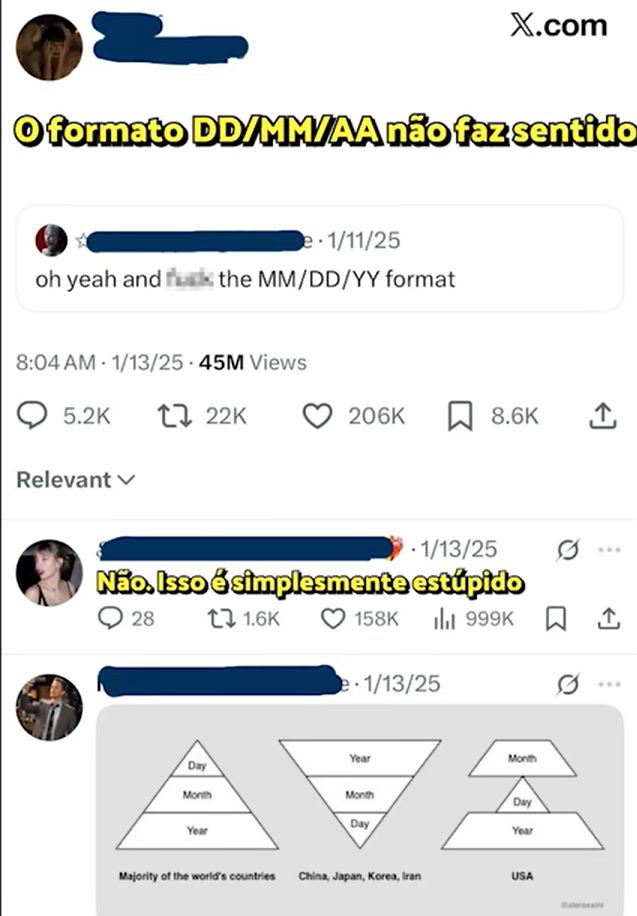 X.com
O formato DD/MM/AA não faz sentido
e · 1/11/25
oh yeah and the MM/DD/YY format
8:04 AM · 1/13/25 · 45M Views
5.2K 22K 206K 8.6K
Relevant
· 1/13/25
Não. Isso é simplesmente estúpido
28 1.6K 158K 999K
e · 1/13/25
Day
Month
Year
Majority of the world's countries
Year
Month
Day
China, Japan, Korea, Iran
Month
Day
Year
USA